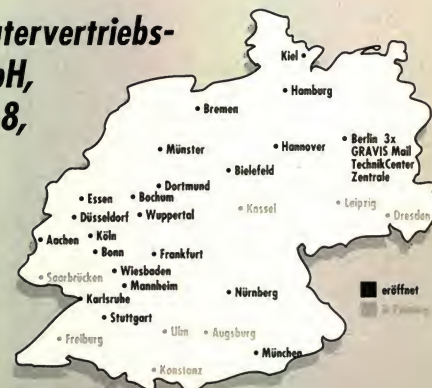 tervertriebs-
bH,
8,
Kiel
Hamburg
Bremen
Münster
Hannover
Berlin 3x
GRAVIS Mail
TechnikCenter
Zentrale
Bielefeld
Dortmund
Essen
Bochum
Kassel
Leipzig
Düsseldorf
Wuppertal
Dresden
Aachen
Köln
Bonn
Frankfurt
Saarbrücken
Wiesbaden
Mannheim
Karlsruhe
Nürnberg
eröffnet
in Planung
Stuttgart
Freiburg
Ulm
Augsburg
München
Konstanz